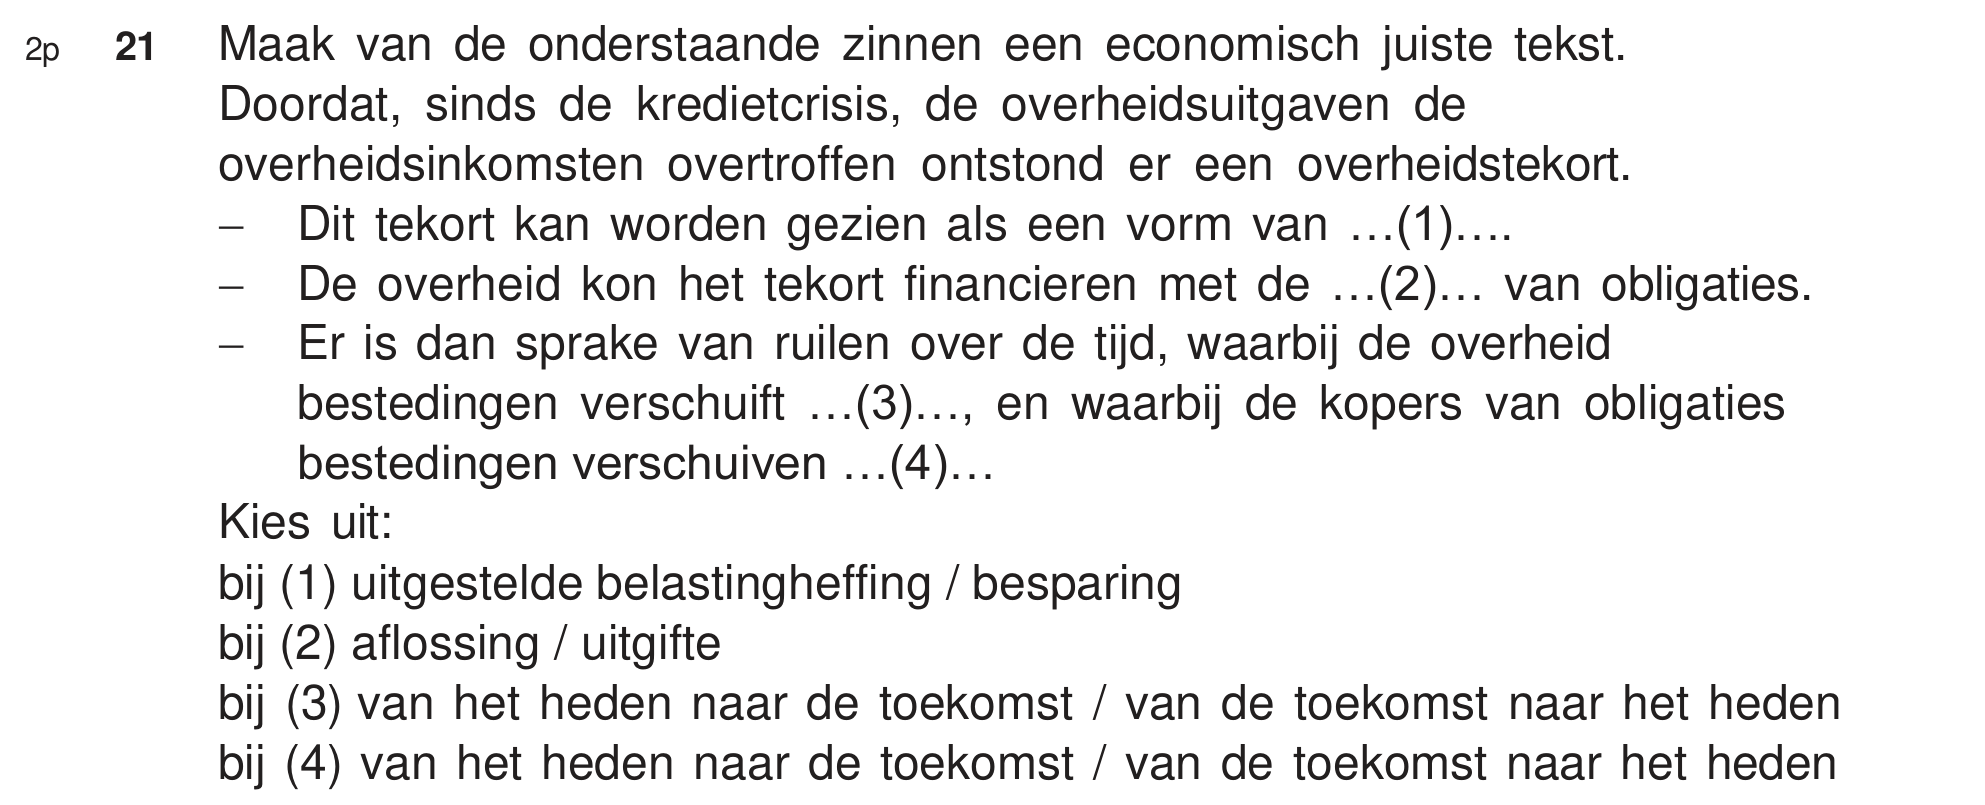 2p 21 Maak van de onderstaande zinnen een economisch juiste tekst.
Doordat, sinds de kredietcrisis, de overheidsuitgaven de
overheidsinkomsten overtroffen ontstond er een overheidstekort.
– Dit tekort kan worden gezien als een vorm van …(1)….
– De overheid kon het tekort financieren met de …(2)… van obligaties.
– Er is dan sprake van ruilen over de tijd, waarbij de overheid
bestedingen verschuift …(3)…, en waarbij de kopers van obligaties
bestedingen verschuiven …(4)…
Kies uit:
bij (1) uitgestelde belastingheffing / besparing
bij (2) aflossing / uitgifte
bij (3) van het heden naar de toekomst / van de toekomst naar het heden
bij (4) van het heden naar de toekomst / van de toekomst naar het heden